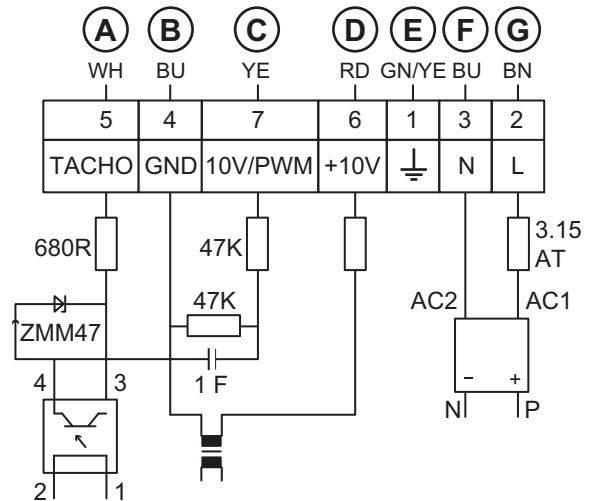 A B C D E F G
WH BU YE RD GN/YE BU BN
5 4 7 6 1 3 2
TACHO GND 10V/PWM +10V N L
680R 47K 3.15
AT
47K AC2 AC1
ZMM47
4 3 1 F
- +
N P
2 1